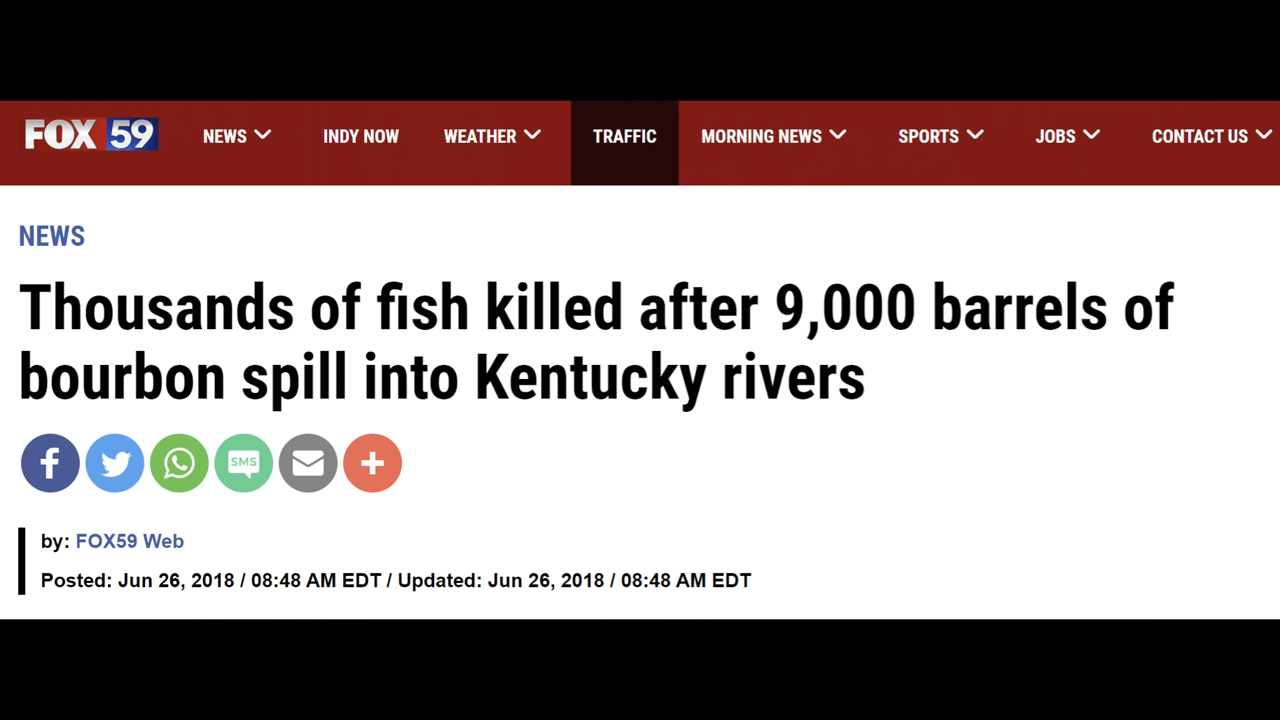 FOX 59 NEWS INDY NOW WEATHER TRAFFIC MORNING NEWS SPORTS JOBS CONTACT US
NEWS
Thousands of fish killed after 9,000 barrels of
bourbon spill into Kentucky rivers
SMS
by: FOX59 Web
Posted: Jun 26, 2018 / 08:48 AM EDT / Updated: Jun 26, 2018 / 08:48 AM EDT